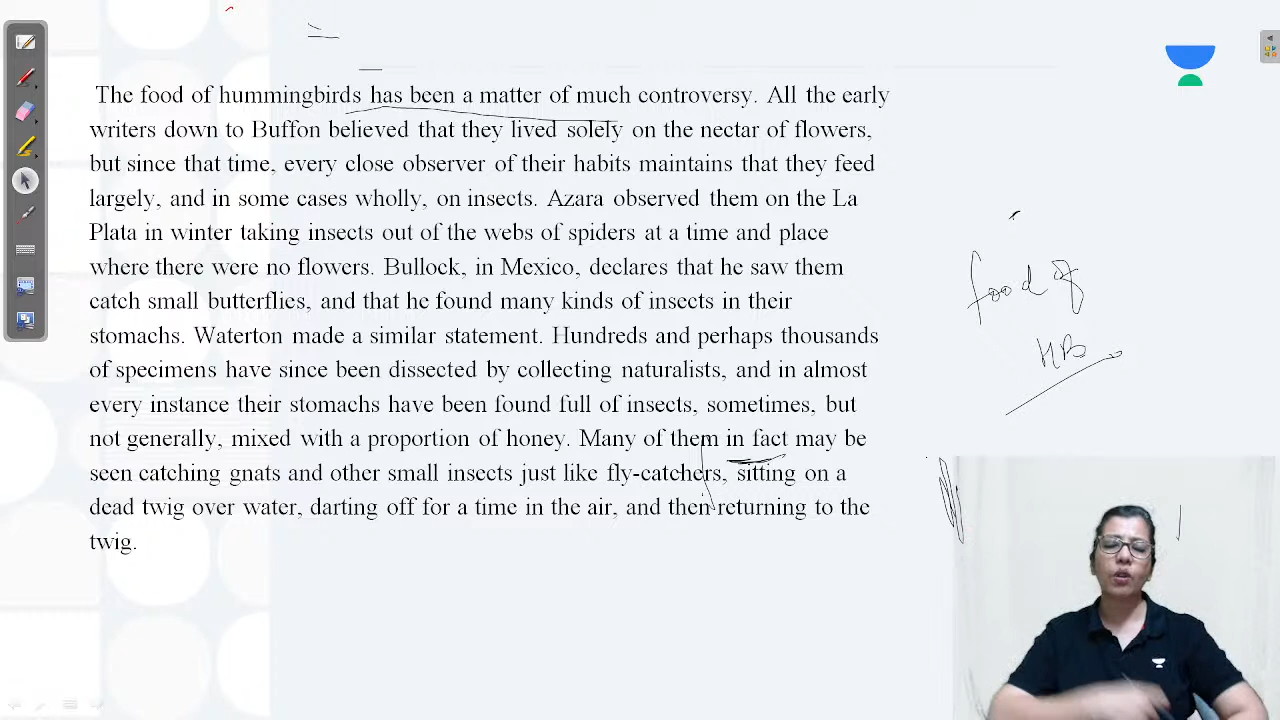 The food of hummingbirds has been a matter of much controversy. All the early
writers down to Buffon believed that they lived solely on the nectar of flowers,
but since that time, every close observer of their habits maintains that they feed
largely, and in some cases wholly, on insects. Azara observed them on the La
Plata in winter taking insects out of the webs of spiders at a time and place
where there were no flowers. Bullock, in Mexico, declares that he saw them
catch small butterflies, and that he found many kinds of insects in their
stomachs. Waterton made a similar statement. Hundreds and perhaps thousands
of specimens have since been dissected by collecting naturalists, and in almost
every instance their stomachs have been found full of insects, sometimes, but
not generally, mixed with a proportion of honey. Many of them in fact may be
seen catching gnats and other small insects just like fly-catchers, sitting on a
dead twig over water, darting off for a time in the air, and then returning to the
twig.
food of
HB